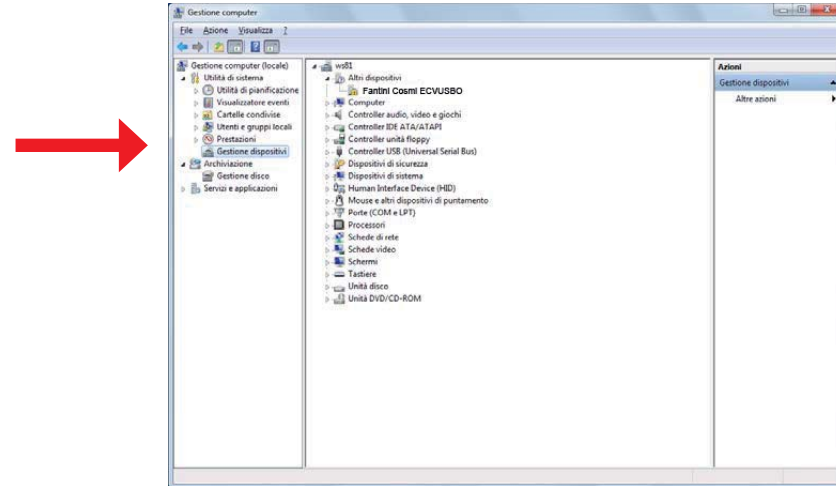 Gestione computer
File Azione Visualizza ?
Gestione computer (locale)
Utilità di sistema
Utilità di pianificazione
Visualizzatore eventi
Cartelle condivise
Utenti e gruppi locali
Prestazioni
Gestione dispositivi
Archiviazione
Gestione disco
Servizi e applicazioni
ws81
Altri dispositivi
Fantini Cosmi ECVUSBO
Computer
Controller audio, video e giochi
Controller IDE ATA/ATAPI
Controller unità floppy
Controller USB (Universal Serial Bus)
Dispositivi di sicurezza
Dispositivi di sistema
Human Interface Device (HID)
Mouse e altri dispositivi di puntamento
Porte (COM e LPT)
Processori
Schede di rete
Schede video
Schermi
Tastiere
Unità disco
Unità DVD/CD-ROM
Azioni
Gestione dispositivi
Altre azioni